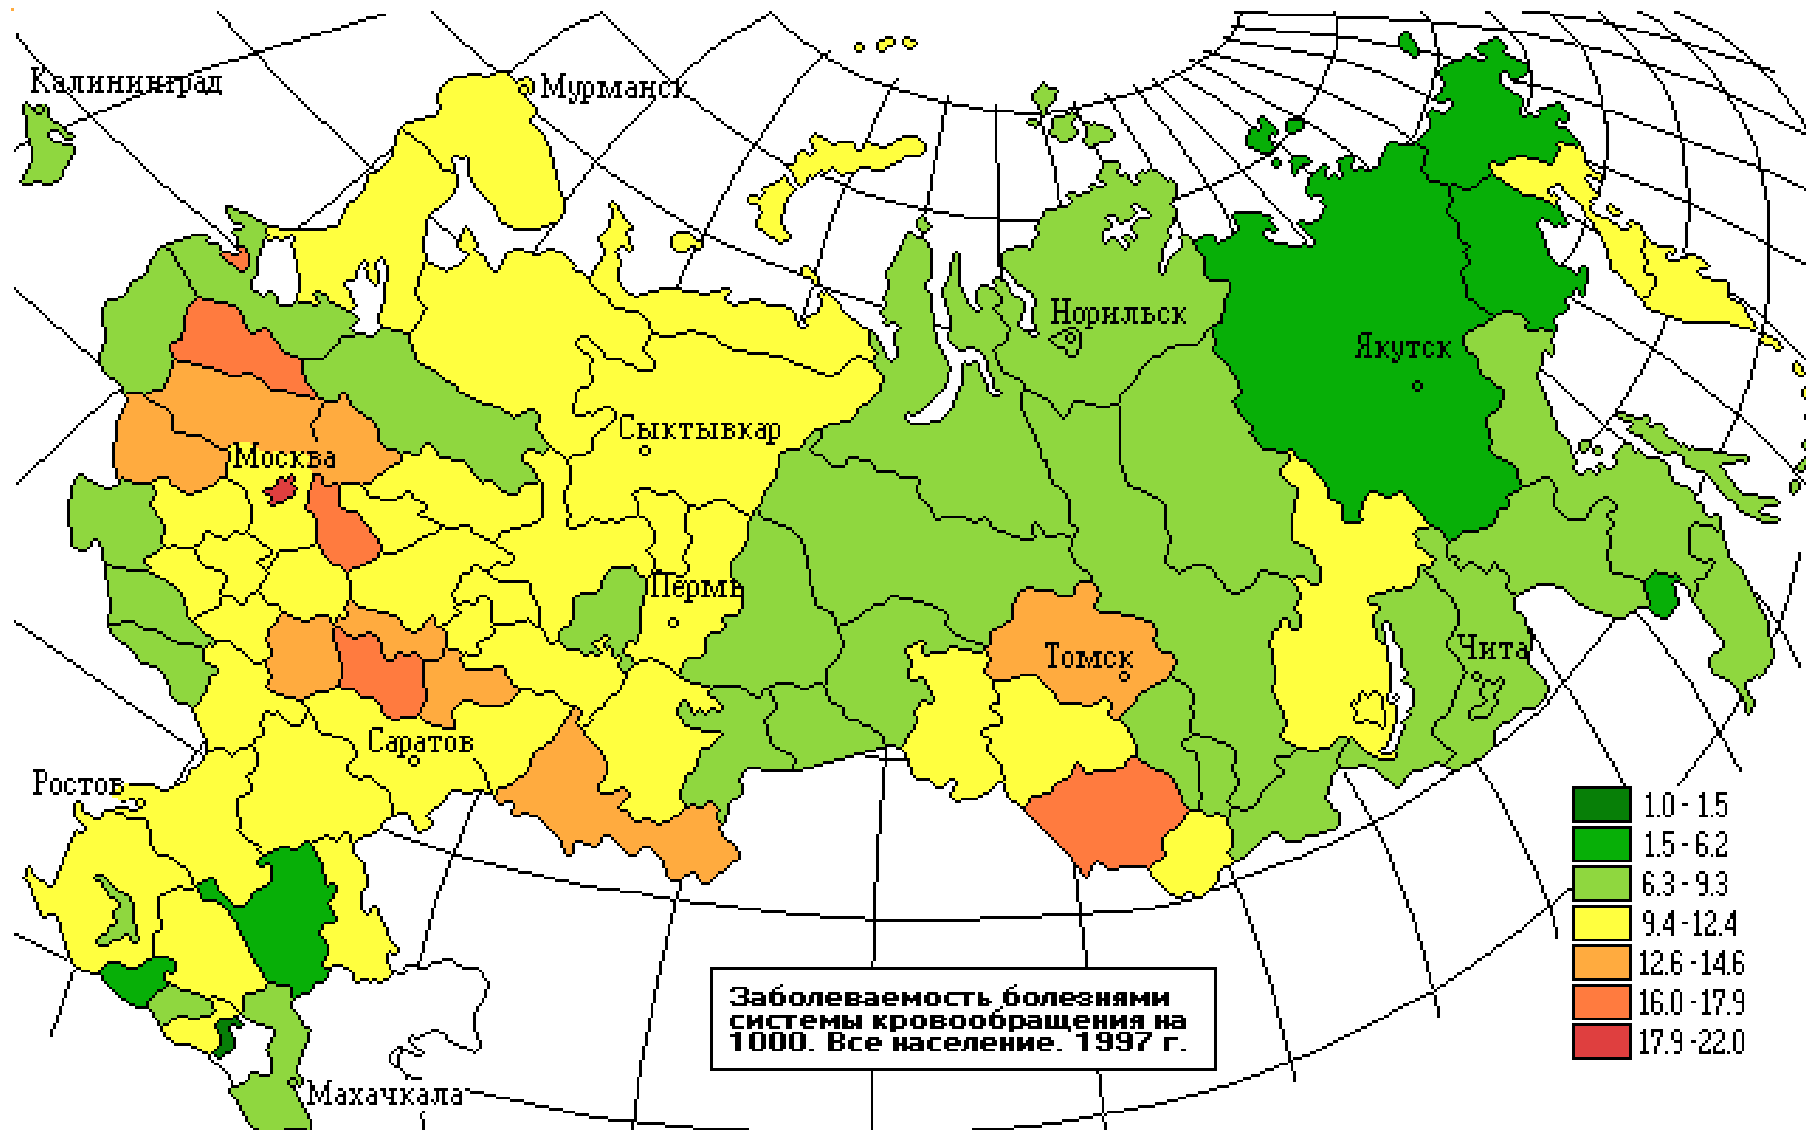 Калининград
Мурманск
Норильск
Якутск
Сыктывкар
Москва
Пермь
Томск
Чита
Саратов
Ростов
Махачкала
1.0 - 1.5
1.5 - 6.2
6.3 - 9.3
9.4 - 12.4
12.6 - 14.6
16.0 - 17.9
17.9 - 22.0
Заболеваемость болезнями
системы кровообращения на
1000. Все население. 1997 г.